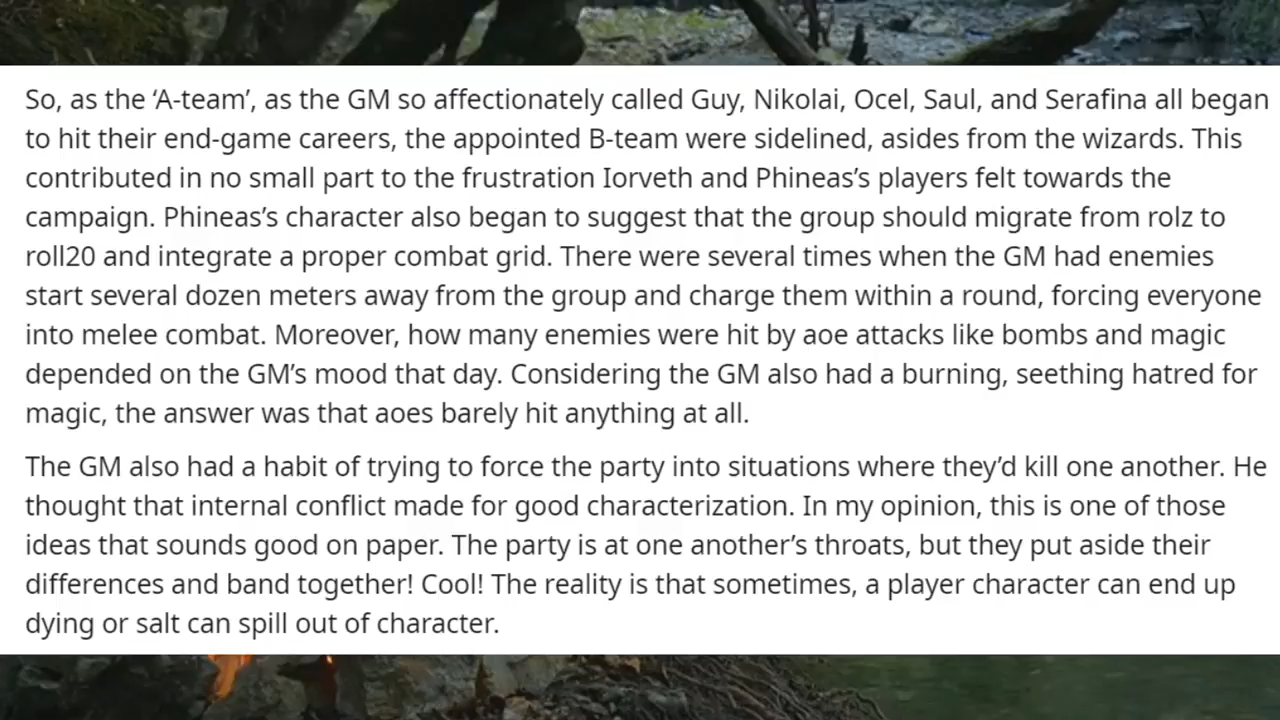 So, as the ‘A-team’, as the GM so affectionately called Guy, Nikolai, Ocel, Saul, and Serafina all began
to hit their end-game careers, the appointed B-team were sidelined, asides from the wizards. This
contributed in no small part to the frustration Iorveth and Phineas’s players felt towards the
campaign. Phineas’s character also began to suggest that the group should migrate from rolz to
roll20 and integrate a proper combat grid. There were several times when the GM had enemies
start several dozen meters away from the group and charge them within a round, forcing everyone
into melee combat. Moreover, how many enemies were hit by aoe attacks like bombs and magic
depended on the GM’s mood that day. Considering the GM also had a burning, seething hatred for
magic, the answer was that aoes barely hit anything at all.
The GM also had a habit of trying to force the party into situations where they’d kill one another. He
thought that internal conflict made for good characterization. In my opinion, this is one of those
ideas that sounds good on paper. The party is at one another’s throats, but they put aside their
differences and band together! Cool! The reality is that sometimes, a player character can end up
dying or salt can spill out of character.